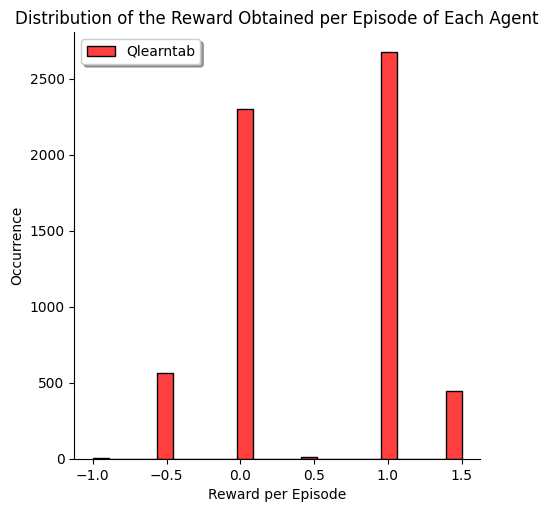 Distribution of the Reward Obtained per Episode of Each Agent
Qlearntab
2500
2000
1500
1000
500
0
Occurrence
−1.0 −0.5 0.0 0.5 1.0 1.5
Reward per Episode